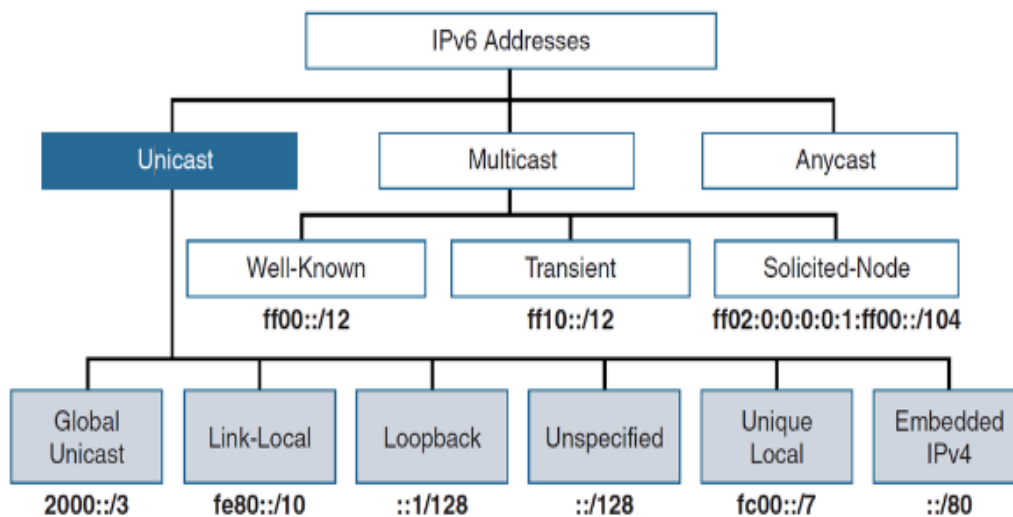 IPv6 Addresses
Unicast
Multicast
Anycast
Well-Known
Transient
Solicited-Node
ff00::/12
ff10::/12
ff02:0:0:0:0:1:ff00::/104
Global
Unicast
Link-Local
Loopback
Unspecified
Unique
Local
Embedded
IPv4
2000::/3
fe80::/10
::1/128
::/128
fc00::/7
::/80